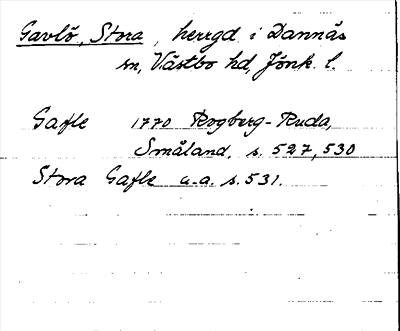 Gavlö, Stora, herrgd. i Dannäs
sn, Västbo hd, Jönk. l.
Gafle 1770 Rogberg-Ruda,
Småland, s. 527, 530
Stora Gafle a.a. s. 531.